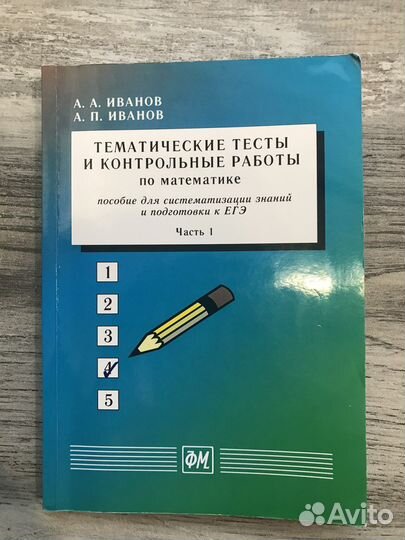 А. А. ИВАНОВ
А. П. ИВАНОВ
ТЕМАТИЧЕСКИЕ ТЕСТЫ
И КОНТРОЛЬНЫЕ РАБОТЫ
по математике
пособие для систематизации знаний
и подготовки к ЕГЭ
Часть 1
1
2
3
4
5
ФМ
Avito